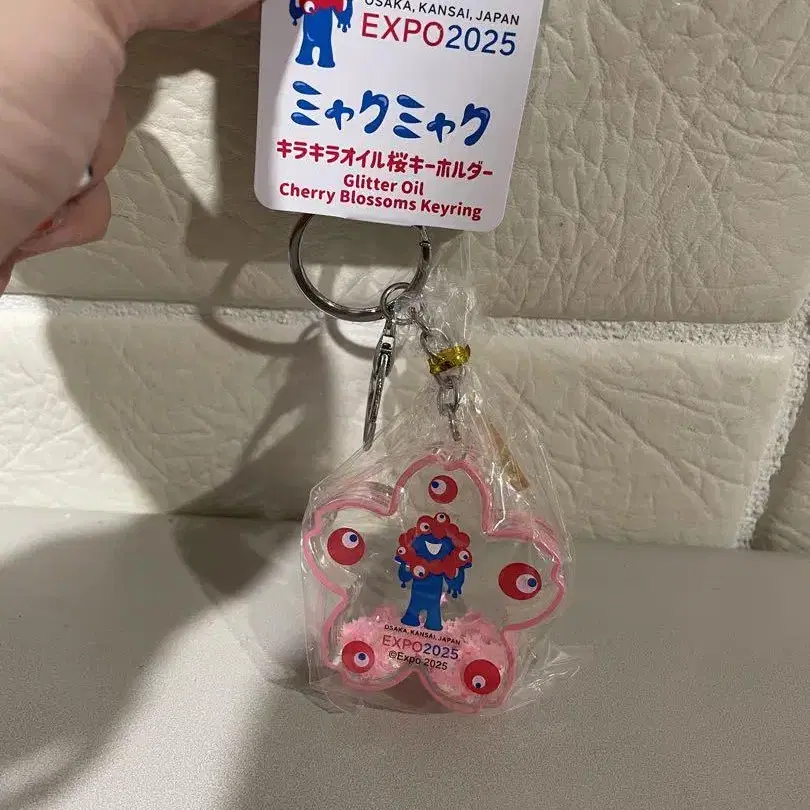 OSAKA, KANSAI, JAPAN
EXPO2025
ミャクミャク
キラキラオイル桜キーホルダー
Glitter Oil
Cherry Blossoms Keyring
OSAKA, KANSAI, JAPAN
EXPO2025
©Expo 2025